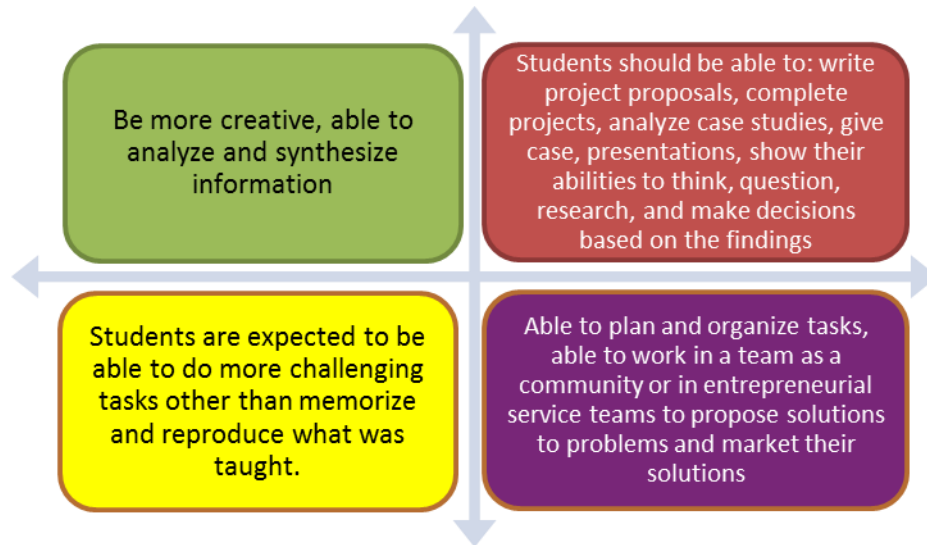 Be more creative, able to
analyze and synthesize
information
Students should be able to: write
project proposals, complete
projects, analyze case studies, give
case, presentations, show their
abilities to think, question,
research, and make decisions
based on the findings
Students are expected to be
able to do more challenging
tasks other than memorize
and reproduce what was
taught.
Able to plan and organize tasks,
able to work in a team as a
community or in entrepreneurial
service teams to propose solutions
to problems and market their
solutions